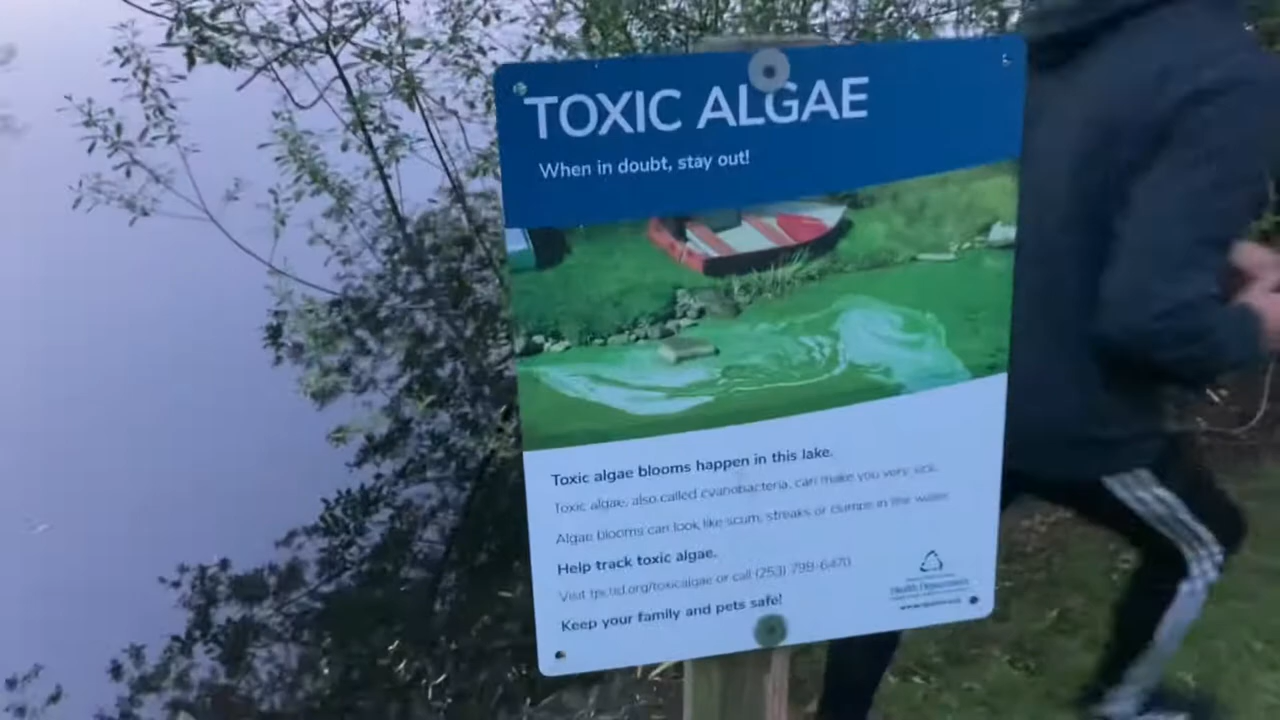 TOXIC ALGAE
When in doubt, stay out!
Toxic algae blooms happen in this lake.
Toxic algae, also called cyanobacteria, can make you very sick.
Algae blooms can look like scum, streaks or clumps in the water.
Help track toxic algae.
Visit tpchd.org/toxicalgae or call (253) 798-6470
Keep your family and pets safe!
Health Department